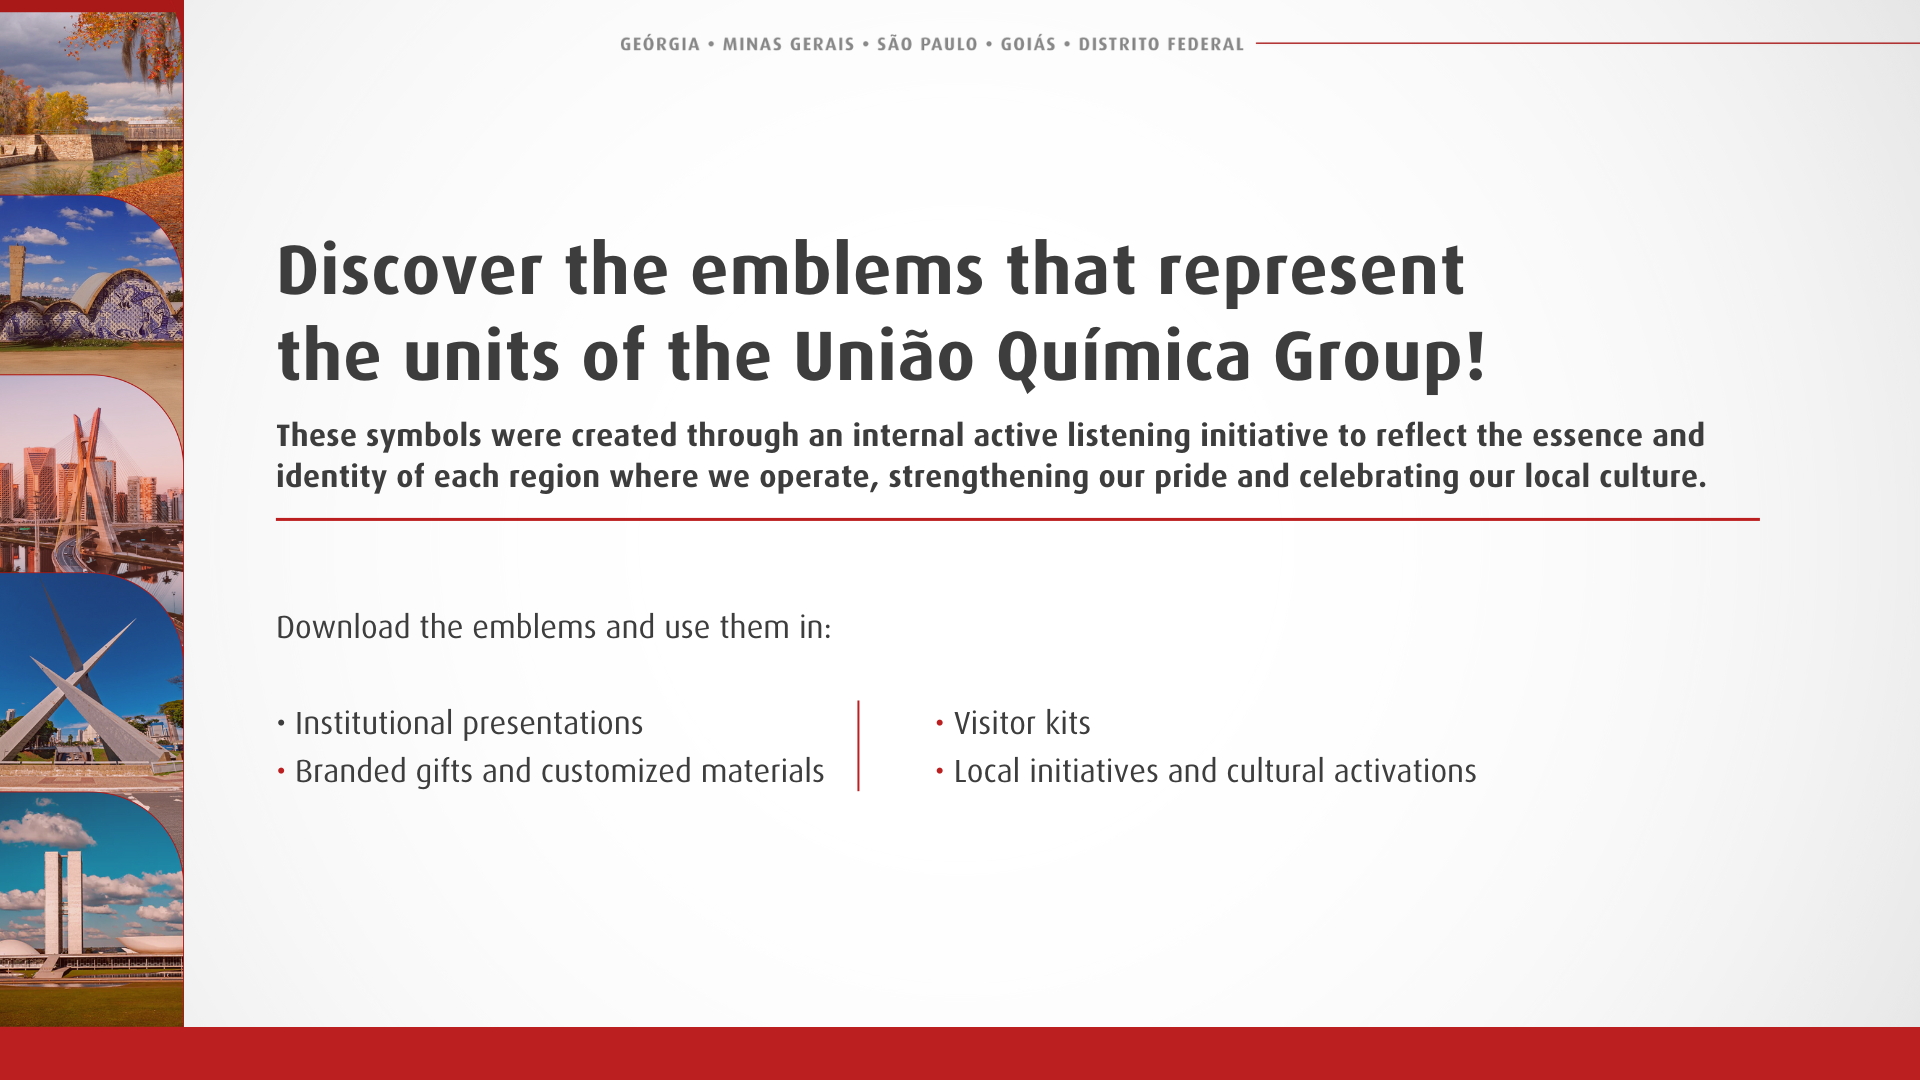 GEÓRGIA • MINAS GERAIS • SÃO PAULO • GOIÁS • DISTRITO FEDERAL
Discover the emblems that represent
the units of the União Química Group!
These symbols were created through an internal active listening initiative to reflect the essence and
identity of each region where we operate, strengthening our pride and celebrating our local culture.
Download the emblems and use them in:
• Institutional presentations
• Branded gifts and customized materials
• Visitor kits
• Local initiatives and cultural activations